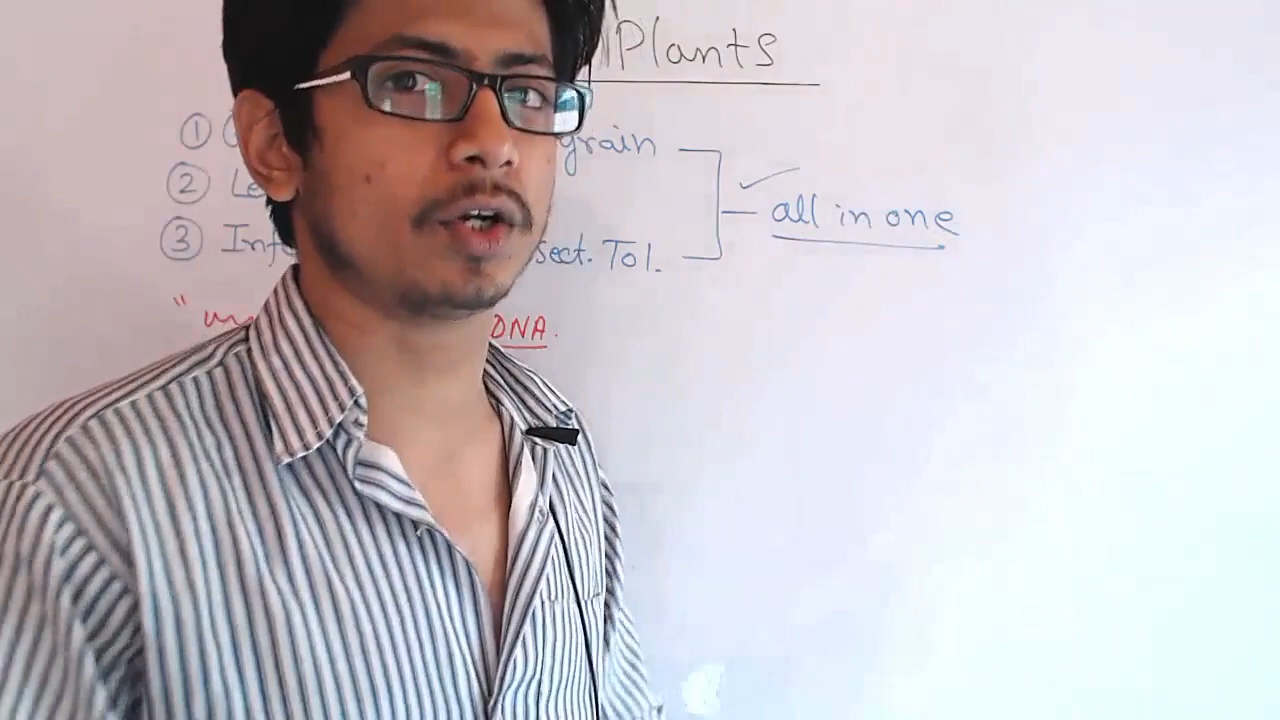 Plants
① grain
② Le
③ Inf sect. Tol.
all in one
" DNA.